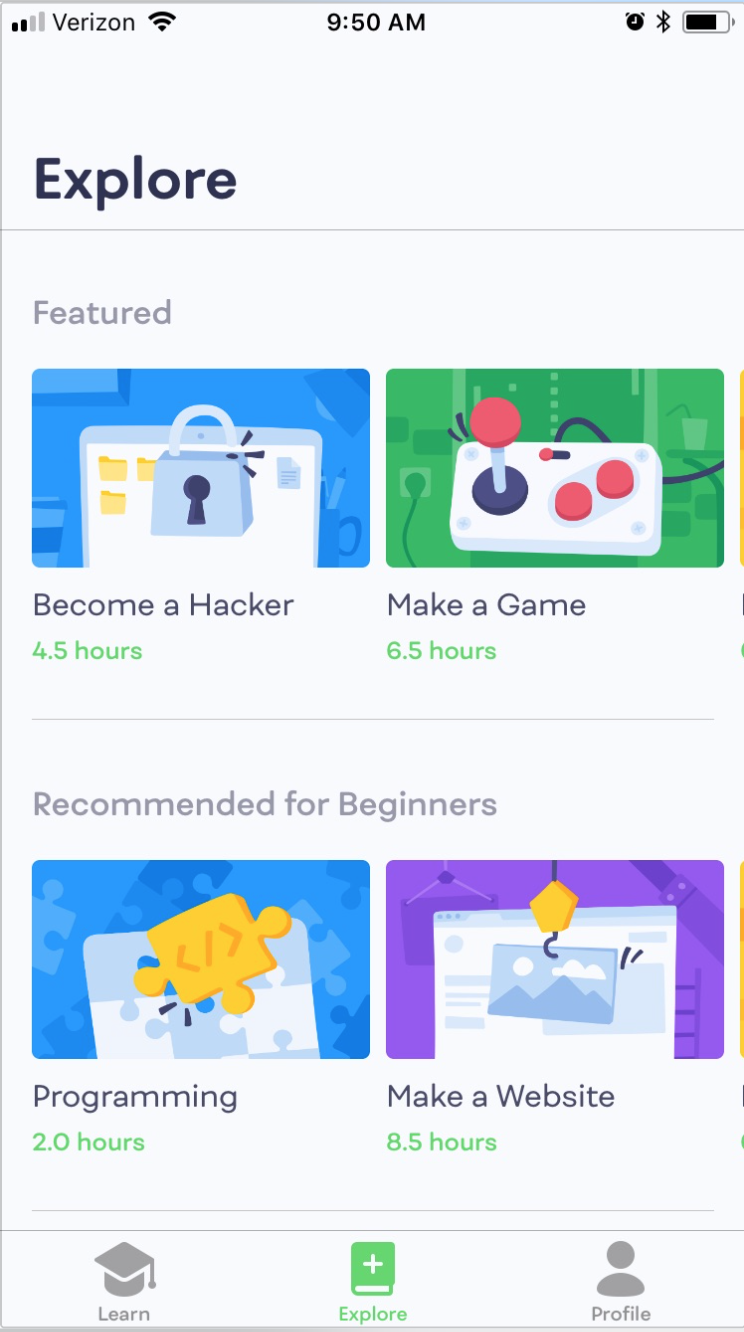 Verizon 9:50 AM
Explore
Featured
Become a Hacker
4.5 hours
Make a Game
6.5 hours
Recommended for Beginners
Programming
2.0 hours
Make a Website
8.5 hours
Learn
Explore
Profile